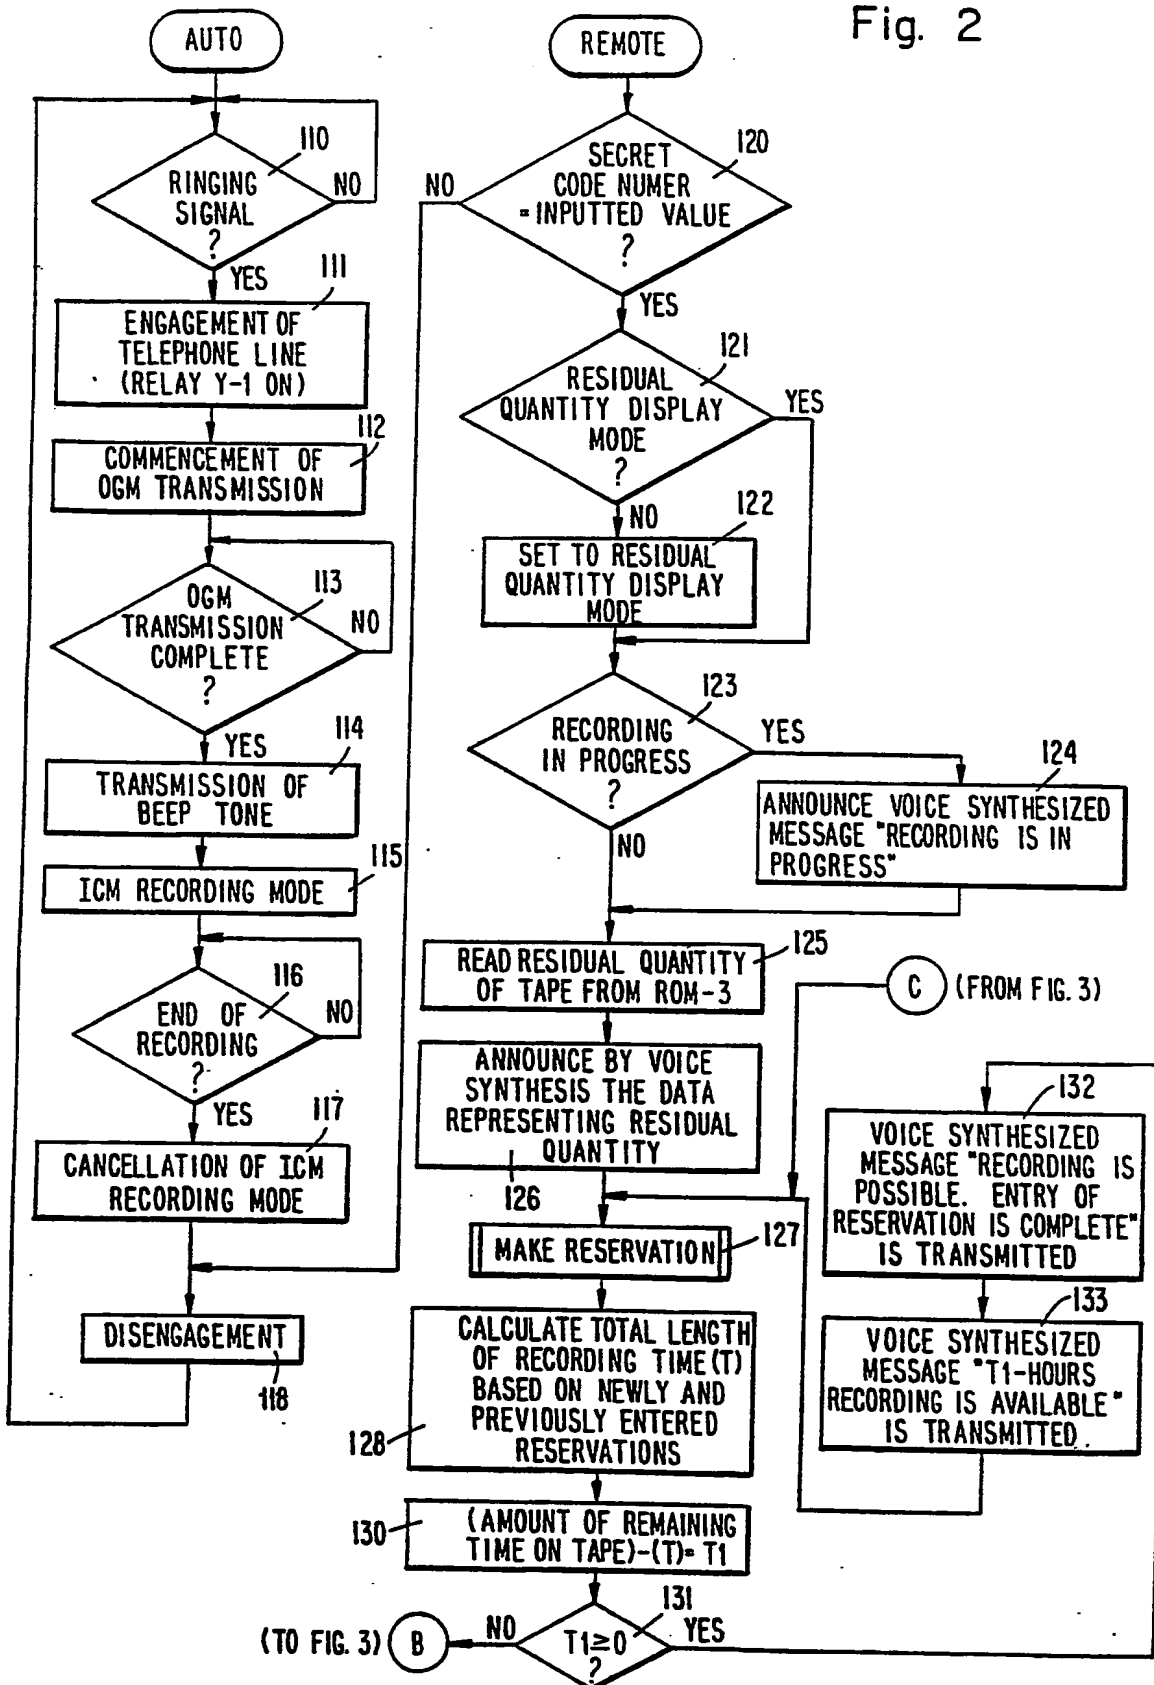 Fig. 2
AUTO
110
RINGING
SIGNAL
?
NO
YES
111
ENGAGEMENT OF
TELEPHONE LINE
(RELAY Y-1 ON)
112
COMMENCEMENT OF
OGM TRANSMISSION
113
OGM
TRANSMISSION
COMPLETE
?
NO
YES
114
TRANSMISSION OF
BEEP TONE
115
ICM RECORDING MODE
116
END OF
RECORDING
?
NO
YES
117
CANCELLATION OF ICM
RECORDING MODE
DISENGAGEMENT
118
REMOTE
120
SECRET
CODE NUMER
=INPUTTED VALUE
?
NO
YES
121
RESIDUAL
QUANTITY DISPLAY
MODE
?
YES
NO
122
SET TO RESIDUAL
QUANTITY DISPLAY
MODE
123
RECORDING
IN PROGRESS
?
YES
NO
124
ANNOUNCE VOICE SYNTHESIZED
MESSAGE "RECORDING IS IN
PROGRESS"
125
READ RESIDUAL QUANTITY
OF TAPE FROM ROM-3
C (FROM FIG. 3)
ANNOUNCE BY VOICE
SYNTHESIS THE DATA
REPRESENTING RESIDUAL
QUANTITY
126
127
MAKE RESERVATION
CALCULATE TOTAL LENGTH
OF RECORDING TIME (T)
BASED ON NEWLY AND
PREVIOUSLY ENTERED
RESERVATIONS
128
130
(AMOUNT OF REMAINING
TIME ON TAPE)-(T)=T1
131
T1≥0
?
NO
YES
(TO FIG. 3) B
132
VOICE SYNTHESIZED
MESSAGE "RECORDING IS
POSSIBLE. ENTRY OF
RESERVATION IS COMPLETE"
IS TRANSMITTED
133
VOICE SYNTHESIZED
MESSAGE "T1-HOURS
RECORDING IS AVAILABLE"
IS TRANSMITTED